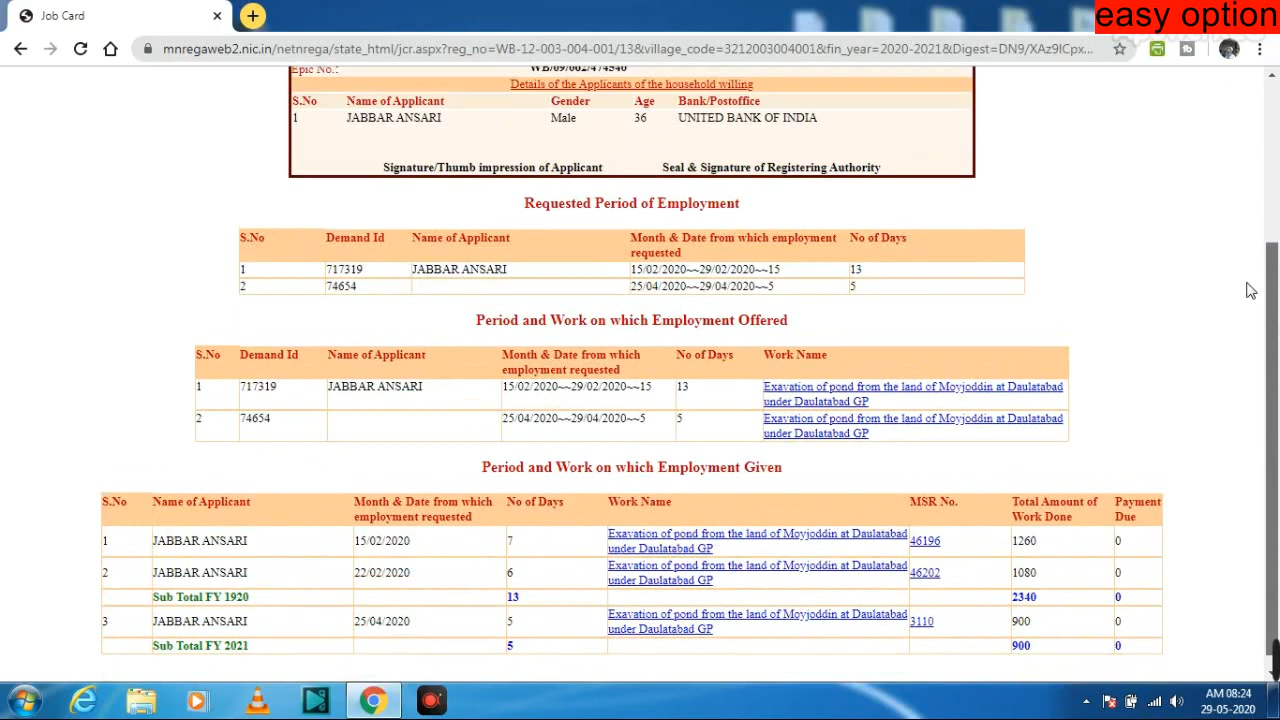 Job Card
easy option
mnregaweb2.nic.in/netnrega/state_html/jcr.aspx?reg_no=WB-12-003-004-001/13&village_code=3212003004001&fin_year=2020-2021&Digest=DN9/XAz9ICpx...
Epic No.: WB/09/062/474540
Details of the Applicants of the household willing
S.No Name of Applicant Gender Age Bank/Postoffice
1 JABBAR ANSARI Male 36 UNITED BANK OF INDIA
Signature/Thumb impression of Applicant Seal & Signature of Registering Authority
Requested Period of Employment
S.No Demand Id Name of Applicant Month & Date from which employment No of Days
requested
1 717319 JABBAR ANSARI 15/02/2020~~29/02/2020~~15 13
2 74654 25/04/2020~~29/04/2020~~5 5
Period and Work on which Employment Offered
S.No Demand Id Name of Applicant Month & Date from which No of Days Work Name
employment requested
1 717319 JABBAR ANSARI 15/02/2020~~29/02/2020~~15 13 Exavation of pond from the land of Moyjoddin at Daulatabad
under Daulatabad GP
2 74654 25/04/2020~~29/04/2020~~5 5 Exavation of pond from the land of Moyjoddin at Daulatabad
under Daulatabad GP
Period and Work on which Employment Given
S.No Name of Applicant Month & Date from which No of Days Work Name MSR No. Total Amount of Payment
employment requested Work Done Due
1 JABBAR ANSARI 15/02/2020 7 Exavation of pond from the land of Moyjoddin at Daulatabad 46196 1260 0
under Daulatabad GP
2 JABBAR ANSARI 22/02/2020 6 Exavation of pond from the land of Moyjoddin at Daulatabad 46202 1080 0
under Daulatabad GP
Sub Total FY 1920 13 2340 0
3 JABBAR ANSARI 25/04/2020 5 Exavation of pond from the land of Moyjoddin at Daulatabad 3110 900 0
under Daulatabad GP
Sub Total FY 2021 5 900 0
AM 08:24
29-05-2020